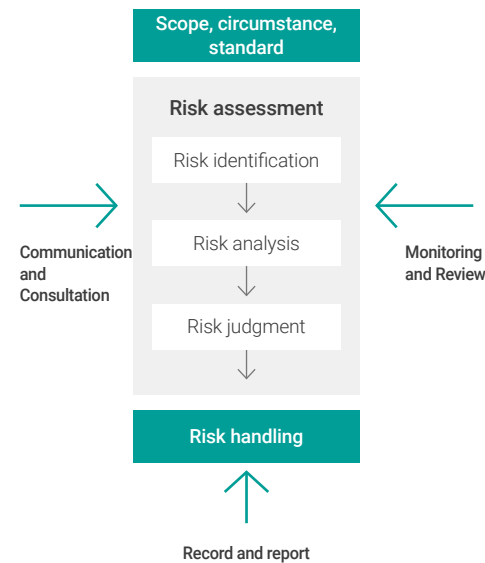 Scope, circumstance,
standard
Risk assessment
Risk identification
Risk analysis
Risk judgment
Communication
and
Consultation
Monitoring
and Review
Risk handling
Record and report